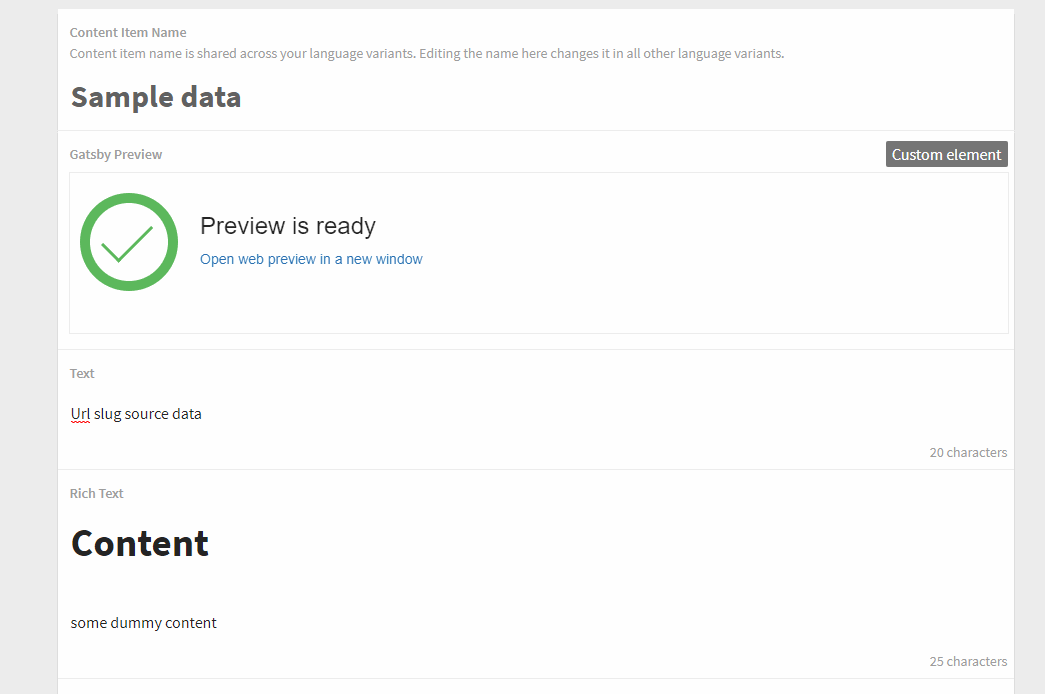 Content Item Name
Content item name is shared across your language variants. Editing the name here changes it in all other language variants.
Sample data
Gatsby Preview
Custom element
Preview is ready
Open web preview in a new window
Text
Url slug source data
20 characters
Rich Text
Content
some dummy content
25 characters